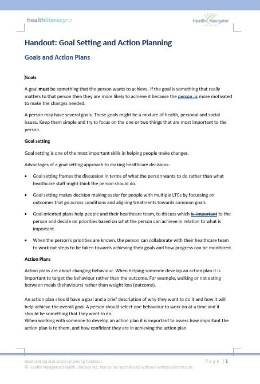 healthliteracynz
Health Navigator
Handout: Goal Setting and Action Planning
Goals and Action Plans
Goals
A goal must be something that the person wants to achieve. If the goal is something that really
matters to that person then they are more likely to achieve it because the person is more motivated
to make the changes needed.
A person may have several goals. These goals might be a mixture of health, personal and social
issues. Keep them simple and try to focus on the one or two things that are most important to the
person.
Goal setting
Goal setting is one of the most important skills in helping people make changes.
Advantages of a goal setting approach to making healthcare decisions:
• Goal setting frames the discussion in terms of what the person wants to do rather than what
healthcare staff might think the person should do.
• Goal setting makes decision making easier for people with multiple LTCs by focussing on
outcomes that go across conditions and aligning treatments towards common goals.
• Goal-oriented plans help people and their healthcare team, to discuss which is important to the
person and decide on priorities based on what the person can achieve in relation to what is
important.
• When the person's priorities are known, the person can collaborate with their healthcare team
to work out steps to be taken towards achieving their goals and how progress can be monitored.
Action Plans
Action plans are about changing behaviour. When helping someone develop an action plan it is
important to target the behaviour rather than the outcome. For example, walking or not eating
between meals (behaviours) rather than weight loss (outcome).
An action plan should have a goal and a brief description of why they want to do it and how it will
help achieve the overall goal. A person should select one behaviour to work on at a time and it
should be something that they want to do.
When working with someone to develop an action plan it is important to assess how important the
action plan is to them, and how confident they are in achieving the action plan.
Page | 1